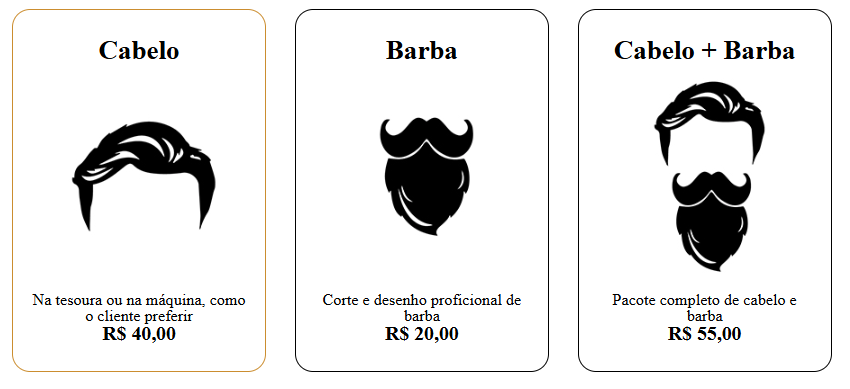 Cabelo
Na tesoura ou na máquina, como
o cliente preferir
R$ 40,00
Barba
Corte e desenho proficional de
barba
R$ 20,00
Cabelo + Barba
Pacote completo de cabelo e
barba
R$ 55,00